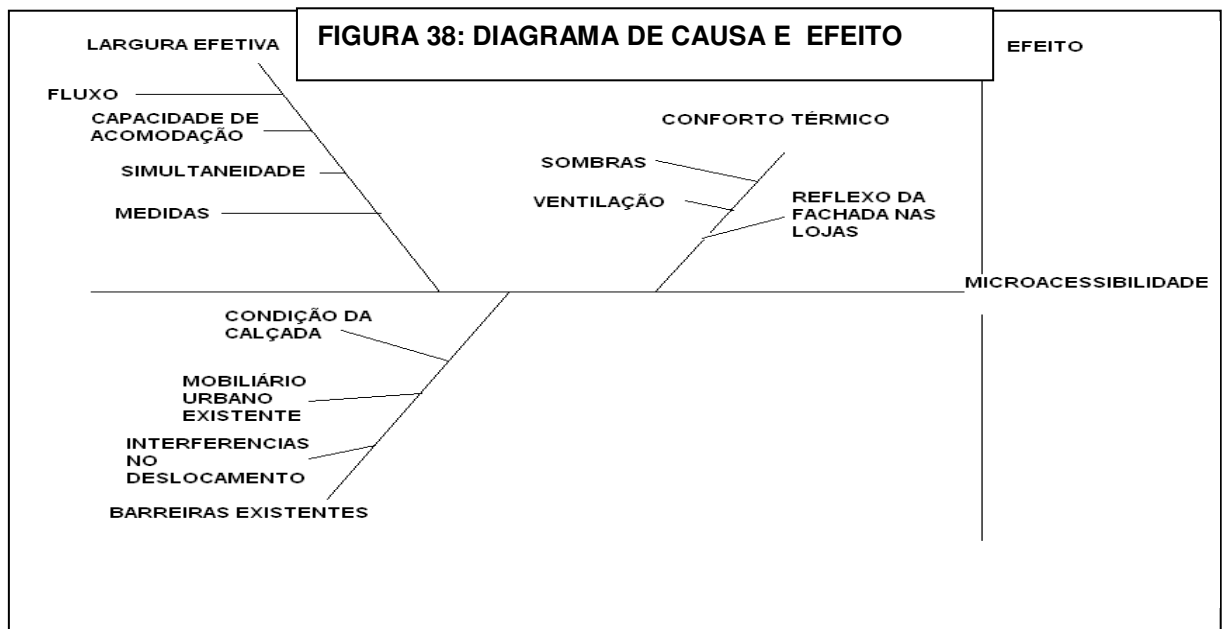 FIGURA 38: DIAGRAMA DE CAUSA E EFEITO
LARGURA EFETIVA
EFEITO
FLUXO
CAPACIDADE DE
ACOMODAÇÃO
SIMULTANEIDADE
MEDIDAS
CONFORTO TÉRMICO
SOMBRAS
VENTILAÇÃO
REFLEXO DA
FACHADA NAS
LOJAS
MICROACESSIBILIDADE
CONDIÇÃO DA
CALÇADA
MOBILIÁRIO
URBANO
EXISTENTE
INTERFERENCIAS
NO
DESLOCAMENTO
BARREIRAS EXISTENTES